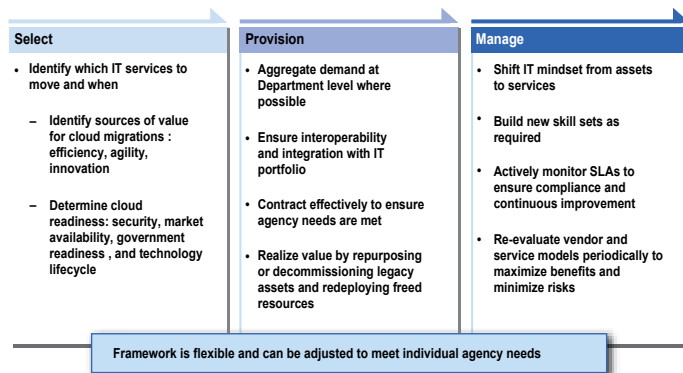 Select
• Identify which IT services to
move and when
– Identify sources of value
for cloud migrations :
efficiency, agility,
innovation
– Determine cloud
readiness: security, market
availability, government
readiness , and technology
lifecycle
Provision
• Aggregate demand at
Department level where
possible
• Ensure interoperability
and integration with IT
portfolio
• Contract effectively to ensure
agency needs are met
• Realize value by repurposing
or decommissioning legacy
assets and redeploying freed
resources
Manage
• Shift IT mindset from assets
to services
• Build new skill sets as
required
• Actively monitor SLAs to
ensure compliance and
continuous improvement
• Re-evaluate vendor and
service models periodically to
maximize benefits and
minimize risks
Framework is flexible and can be adjusted to meet individual agency needs